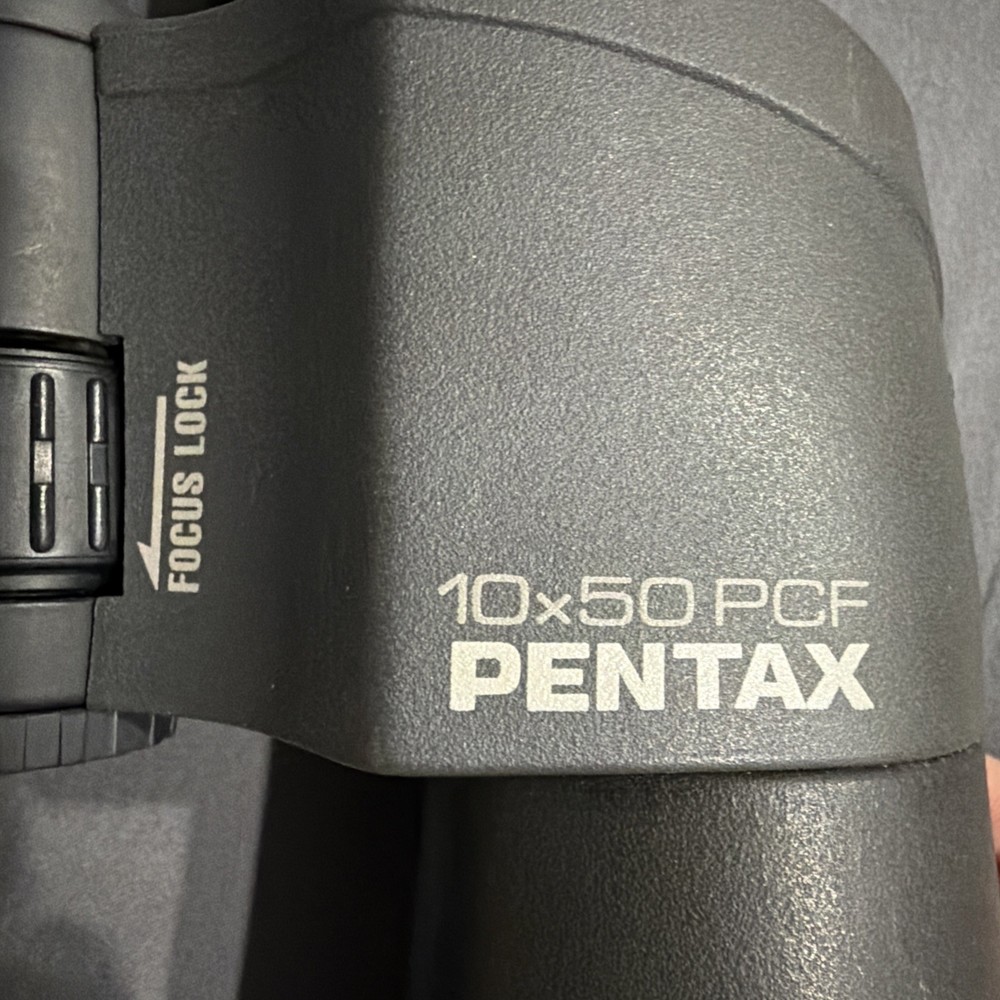 FOCUS LOCK
10x50 PCF
PENTAX